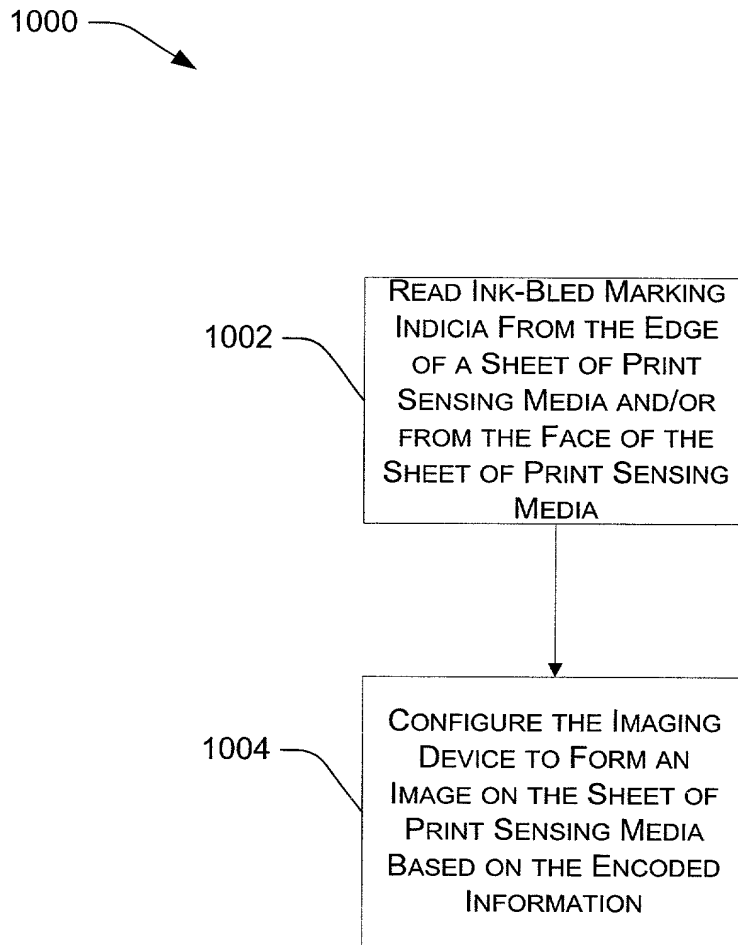 1000
1002
READ INK-BLED MARKING
INDICIA FROM THE EDGE
OF A SHEET OF PRINT
SENSING MEDIA AND/OR
FROM THE FACE OF THE
SHEET OF PRINT SENSING
MEDIA
1004
CONFIGURE THE IMAGING
DEVICE TO FORM AN
IMAGE ON THE SHEET OF
PRINT SENSING MEDIA
BASED ON THE ENCODED
INFORMATION